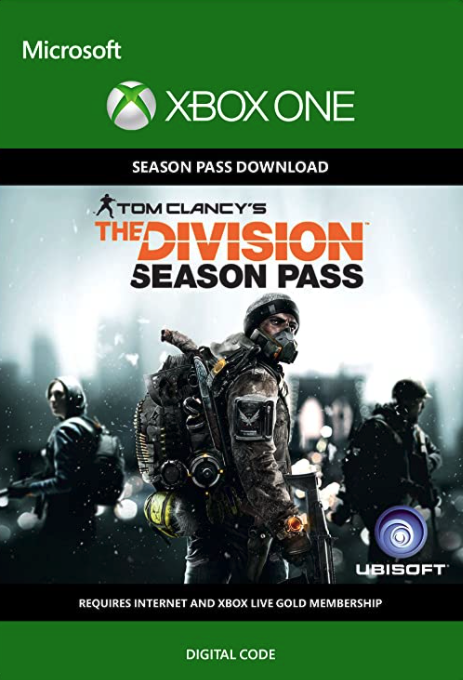 Microsoft
XBOX ONE
SEASON PASS DOWNLOAD
TOM CLANCY'S
THE DIVISION™
SEASON PASS
UBISOFT
REQUIRES INTERNET AND XBOX LIVE GOLD MEMBERSHIP
DIGITAL CODE